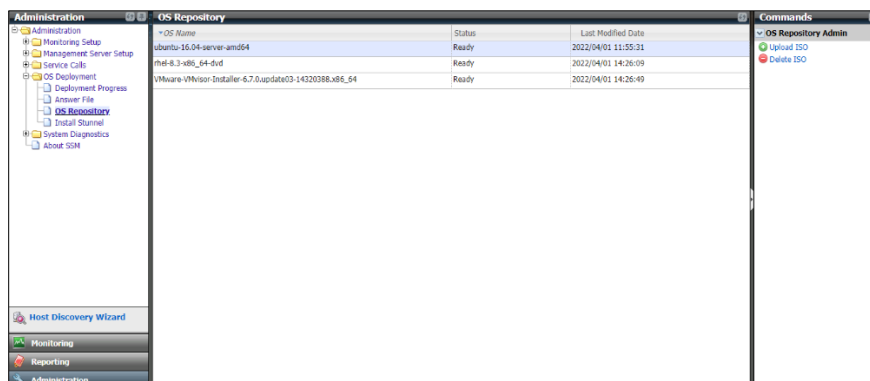 Administration
Administration
Monitoring Setup
Management Server Setup
Service Calls
OS Deployment
Deployment Progress
Answer File
OS Repository
Install Stunnel
System Diagnostics
About SSM
Host Discovery Wizard
Monitoring
Reporting
Administration
OS Repository
OS Name Status Last Modified Date
ubuntu-16.04-server-amd64 Ready 2022/04/01 11:55:31
rhel-8.3-x86_64-dvd Ready 2022/04/01 14:26:09
VMware-VMvisor-Installer-6.7.0.update03-14320388.x86_64 Ready 2022/04/01 14:26:49
Commands
OS Repository Admin
Upload ISO
Delete ISO